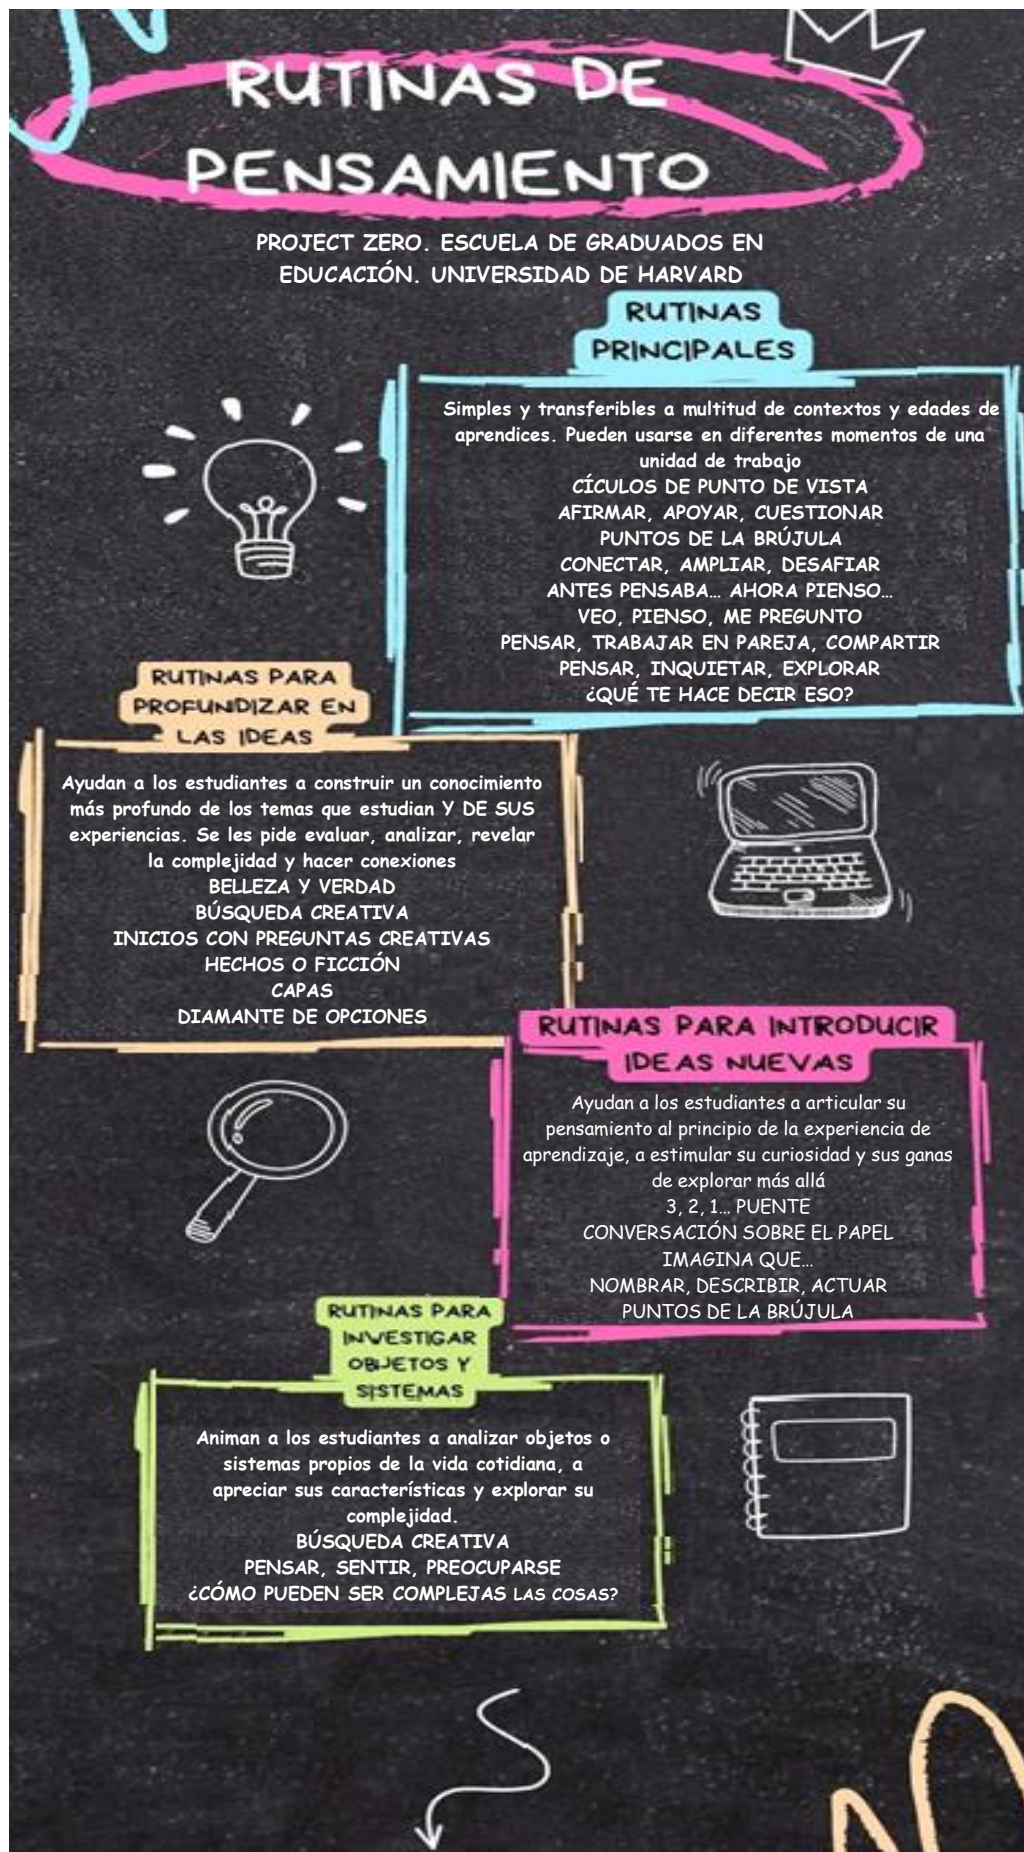 RUTINAS DE
PENSAMIENTO
PROJECT ZERO. ESCUELA DE GRADUADOS EN
EDUCACIÓN. UNIVERSIDAD DE HARVARD
RUTINAS
PRINCIPALES
Simples y transferibles a multitud de contextos y edades de
aprendices. Pueden usarse en diferentes momentos de una
unidad de trabajo
CÍCULOS DE PUNTO DE VISTA
AFIRMAR, APOYAR, CUESTIONAR
PUNTOS DE LA BRÚJULA
CONECTAR, AMPLIAR, DESAFIAR
ANTES PENSABA... AHORA PIENSO...
VEO, PIENSO, ME PREGUNTO
PENSAR, TRABAJAR EN PAREJA, COMPARTIR
PENSAR, INQUIETAR, EXPLORAR
¿QUÉ TE HACE DECIR ESO?
RUTINAS PARA
PROFUNDIZAR EN
LAS IDEAS
Ayudan a los estudiantes a construir un conocimiento
más profundo de los temas que estudian Y DE SUS
experiencias. Se les pide evaluar, analizar, revelar
la complejidad y hacer conexiones
BELLEZA Y VERDAD
BÚSQUEDA CREATIVA
INICIOS CON PREGUNTAS CREATIVAS
HECHOS O FICCIÓN
CAPAS
DIAMANTE DE OPCIONES
RUTINAS PARA INTRODUCIR
IDEAS NUEVAS
Ayudan a los estudiantes a articular su
pensamiento al principio de la experiencia de
aprendizaje, a estimular su curiosidad y sus ganas
de explorar más allá
3, 2, 1... PUENTE
CONVERSACIÓN SOBRE EL PAPEL
IMAGINA QUE...
NOMBRAR, DESCRIBIR, ACTUAR
PUNTOS DE LA BRÚJULA
RUTINAS PARA
INVESTIGAR
OBJETOS Y
SISTEMAS
Animan a los estudiantes a analizar objetos o
sistemas propios de la vida cotidiana, a
apreciar sus características y explorar su
complejidad.
BÚSQUEDA CREATIVA
PENSAR, SENTIR, PREOCUPARSE
¿CÓMO PUEDEN SER COMPLEJAS LAS COSAS?